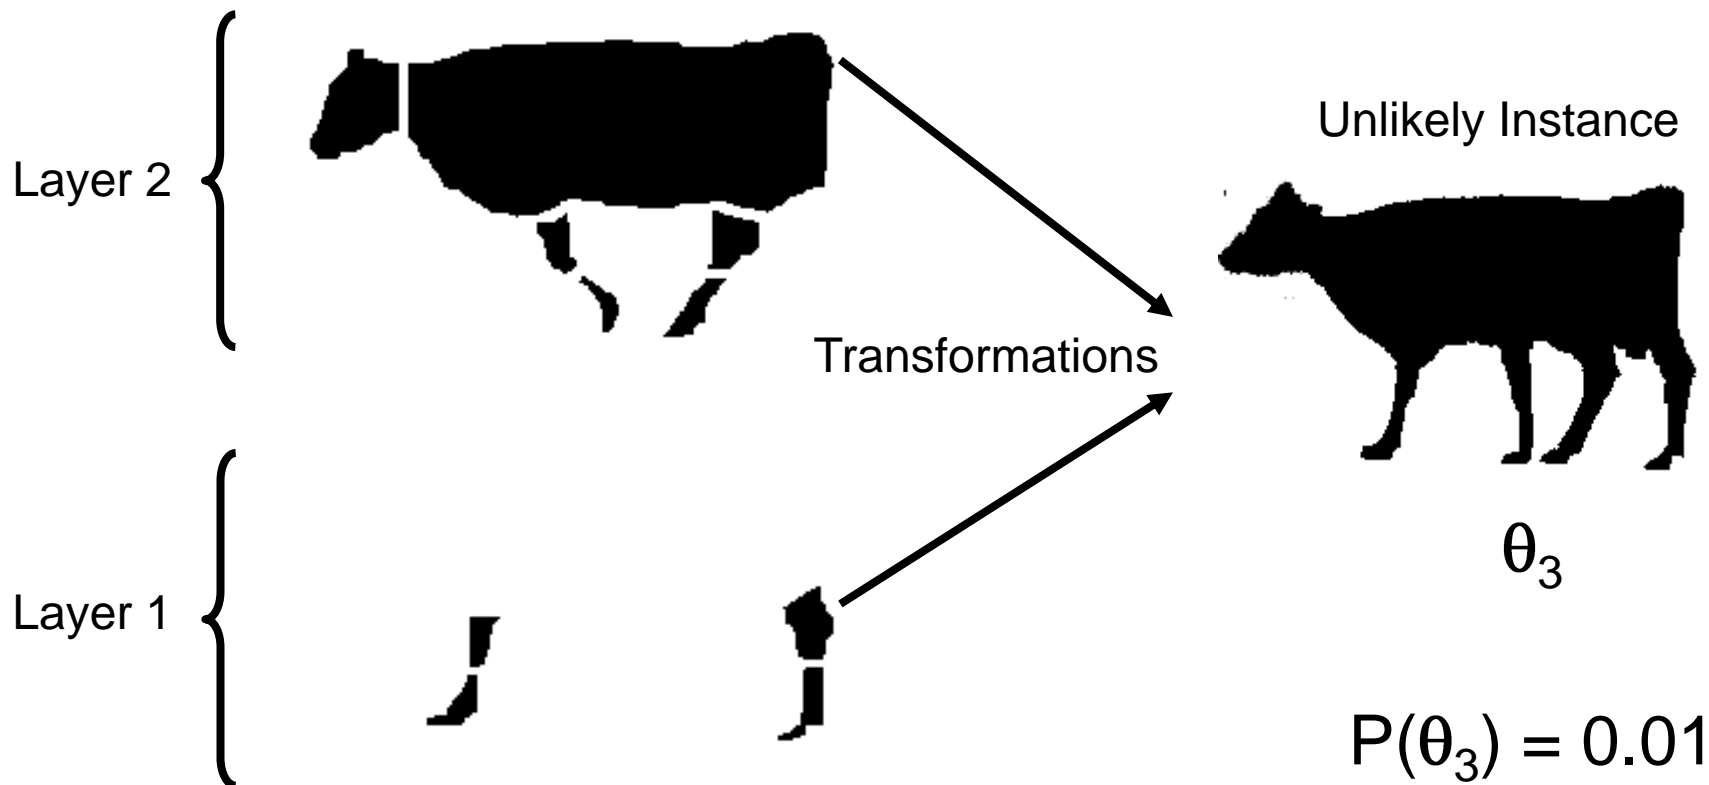 Layer 2
Unlikely Instance
Transformations
θ₃
Layer 1
P(θ₃) = 0.01